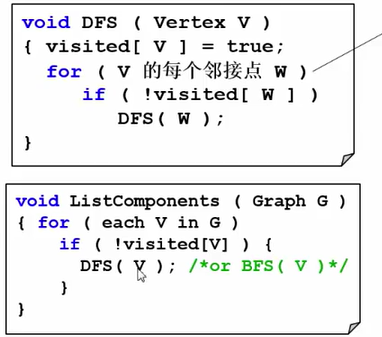 void DFS ( Vertex V )
{ visited[ V ] = true;
for ( V 的每个邻接点 W )
if ( !visited[ W ] )
DFS( W );
}
void ListComponents ( Graph G )
{ for ( each V in G )
if ( !visited[V] ) {
DFS( V ); /*or BFS( V )*/
}
}